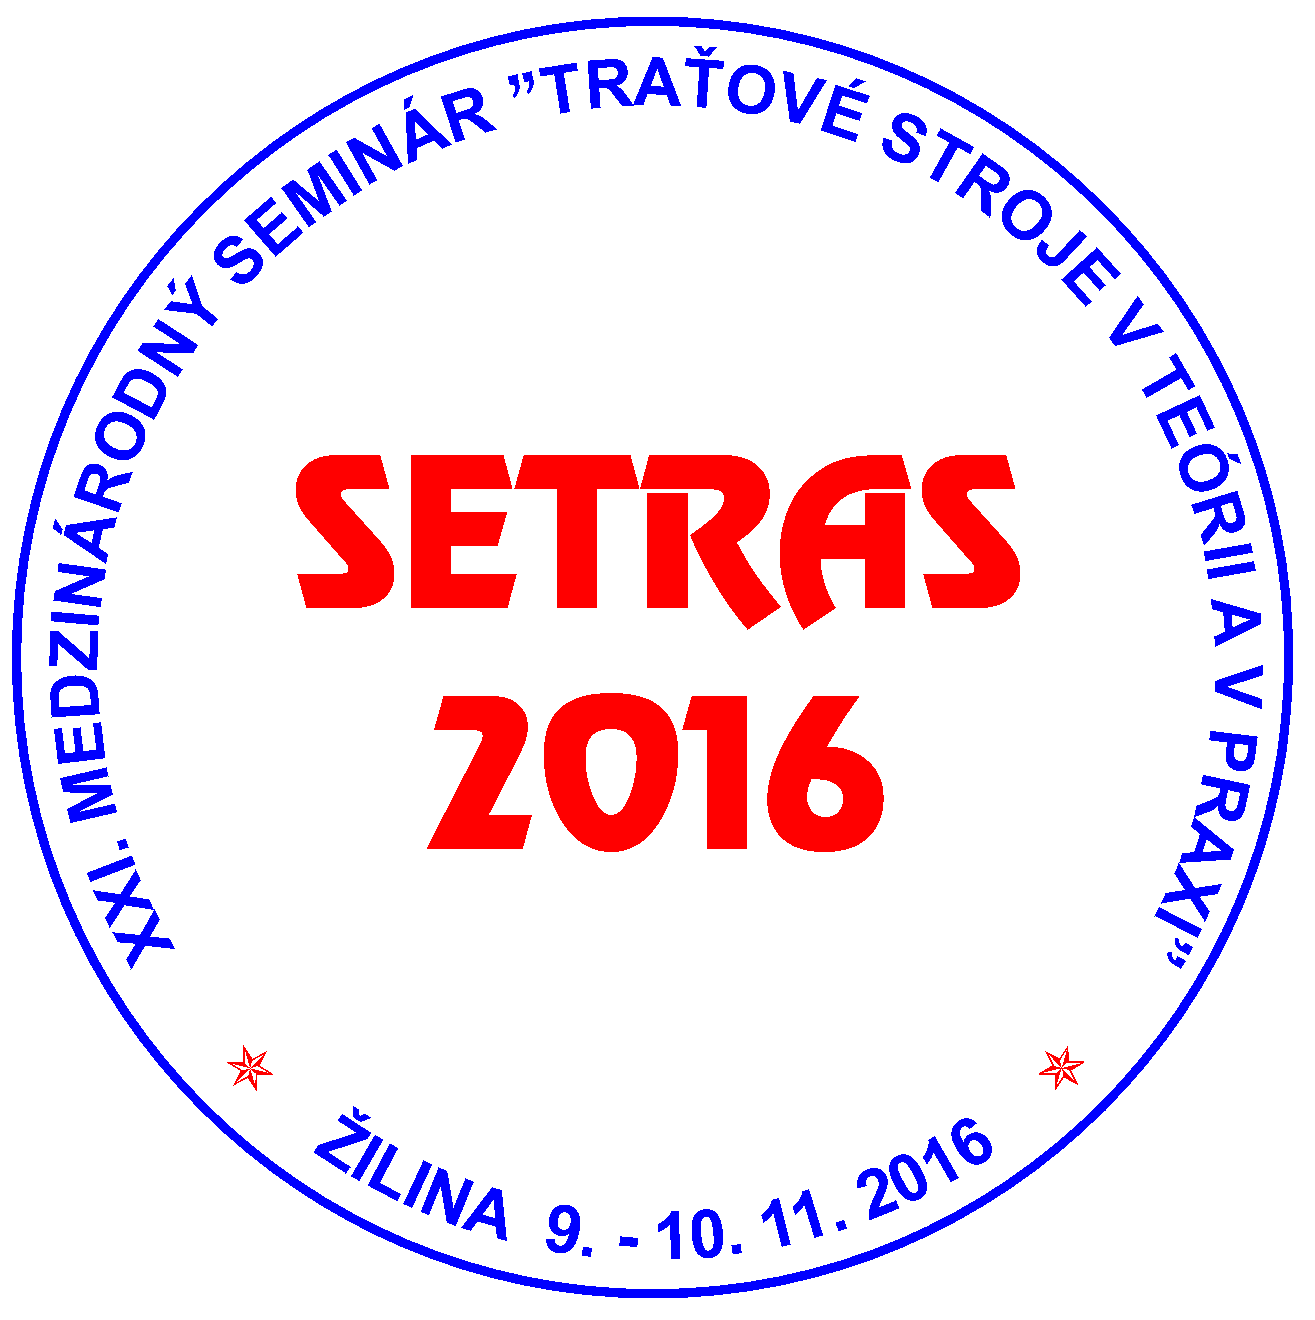 XXI. MEDZINÁRODNÝ SEMINÁR ”TRAŤOVÉ STROJE V TEÓRII A V PRAXI”
SETRAS
2016
ŽILINA 9. - 10. 11. 2016